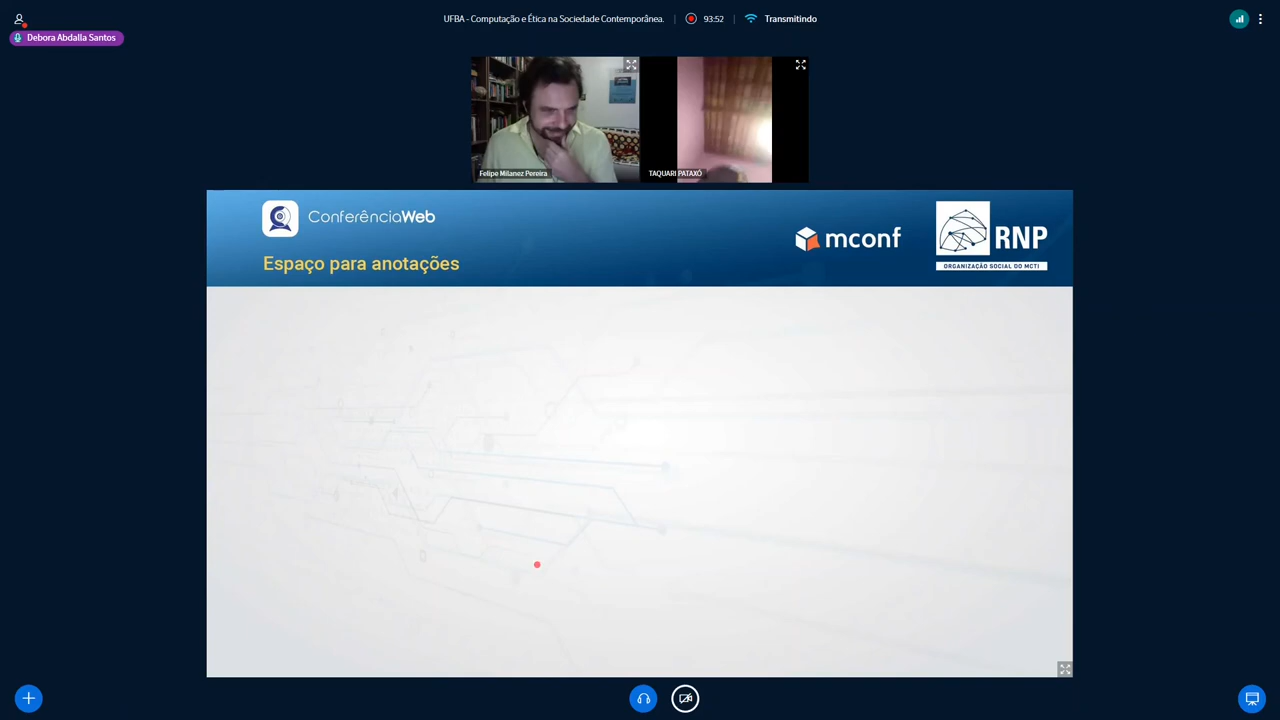 UFBA - Computação e Ética na Sociedade Contemporânea.
93:52
Transmitindo
Debora Abdalla Santos
Felipe Milanez Pereira
TAQUARI PATAXÓ
ConferênciaWeb
mconf
RNP
ORGANIZAÇÃO SOCIAL DO MCTI
Espaço para anotações